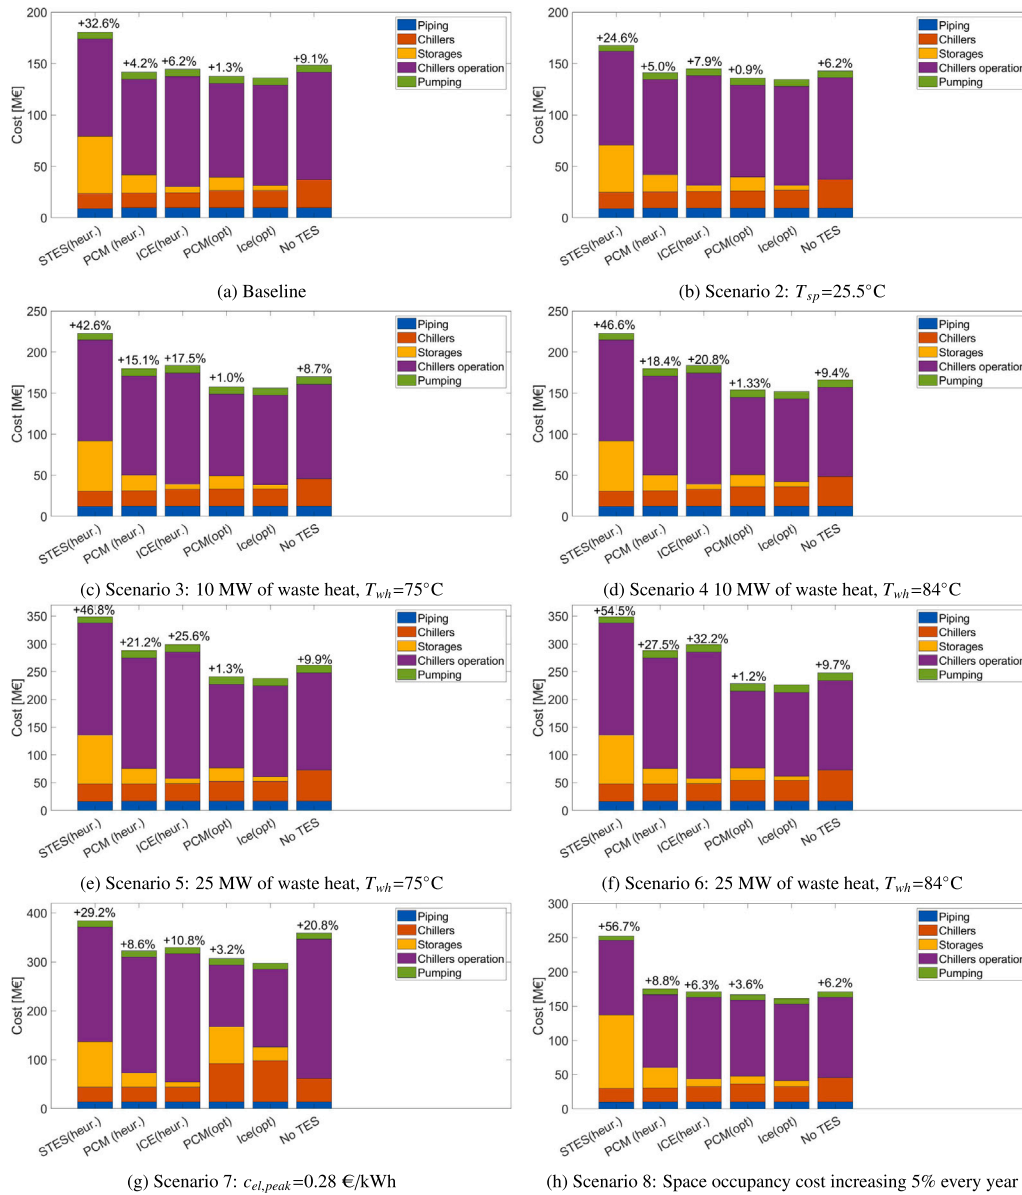 200
150
100
50
0
Cost [M€]
+32.6%
+4.2%
+6.2%
+1.3%
+9.1%
Piping
Chillers
Storages
Chillers operation
Pumping
STES(heur.)
PCM (heur.)
ICE(heur.)
PCM(opt)
Ice(opt)
No TES
(a) Baseline
200
150
100
50
0
Cost [M€]
+24.6%
+5.0%
+7.9%
+0.9%
+6.2%
Piping
Chillers
Storages
Chillers operation
Pumping
STES(heur.)
PCM (heur.)
ICE(heur.)
PCM(opt)
Ice(opt)
No TES
(b) Scenario 2: T_sp=25.5°C
250
200
150
100
50
0
Cost [M€]
+42.6%
+15.1%
+17.5%
+1.0%
+8.7%
Piping
Chillers
Storages
Chillers operation
Pumping
STES(heur.)
PCM (heur.)
ICE(heur.)
PCM(opt)
Ice(opt)
No TES
(c) Scenario 3: 10 MW of waste heat, T_wh=75°C
250
200
150
100
50
0
Cost [M€]
+46.6%
+18.4%
+20.8%
+1.33%
+9.4%
Piping
Chillers
Storages
Chillers operation
Pumping
STES(heur.)
PCM (heur.)
ICE(heur.)
PCM(opt)
Ice(opt)
No TES
(d) Scenario 4 10 MW of waste heat, T_wh=84°C
350
300
250
200
150
100
50
0
Cost [M€]
+46.8%
+21.2%
+25.6%
+1.3%
+9.9%
Piping
Chillers
Storages
Chillers operation
Pumping
STES(heur.)
PCM (heur.)
ICE(heur.)
PCM(opt)
Ice(opt)
No TES
(e) Scenario 5: 25 MW of waste heat, T_wh=75°C
350
300
250
200
150
100
50
0
Cost [M€]
+54.5%
+27.5%
+32.2%
+1.2%
+9.7%
Piping
Chillers
Storages
Chillers operation
Pumping
STES(heur.)
PCM (heur.)
ICE(heur.)
PCM(opt)
Ice(opt)
No TES
(f) Scenario 6: 25 MW of waste heat, T_wh=84°C
400
300
200
100
0
Cost [M€]
+29.2%
+8.6%
+10.8%
+3.2%
+20.8%
Piping
Chillers
Storages
Chillers operation
Pumping
STES(heur.)
PCM (heur.)
ICE(heur.)
PCM(opt)
Ice(opt)
No TES
(g) Scenario 7: c_el,peak=0.28 €/kWh
300
250
200
150
100
50
0
Cost [M€]
+56.7%
+8.8%
+6.3%
+3.6%
+6.2%
Piping
Chillers
Storages
Chillers operation
Pumping
STES(heur.)
PCM (heur.)
ICE(heur.)
PCM(opt)
Ice(opt)
No TES
(h) Scenario 8: Space occupancy cost increasing 5% every year